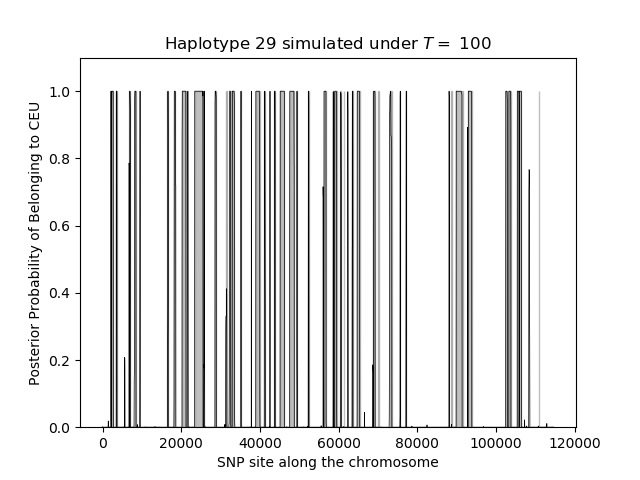 Haplotype 29 simulated under T = 100
Posterior Probability of Belonging to CEU
1.0
0.8
0.6
0.4
0.2
0.0
0 20000 40000 60000 80000 100000 120000
SNP site along the chromosome